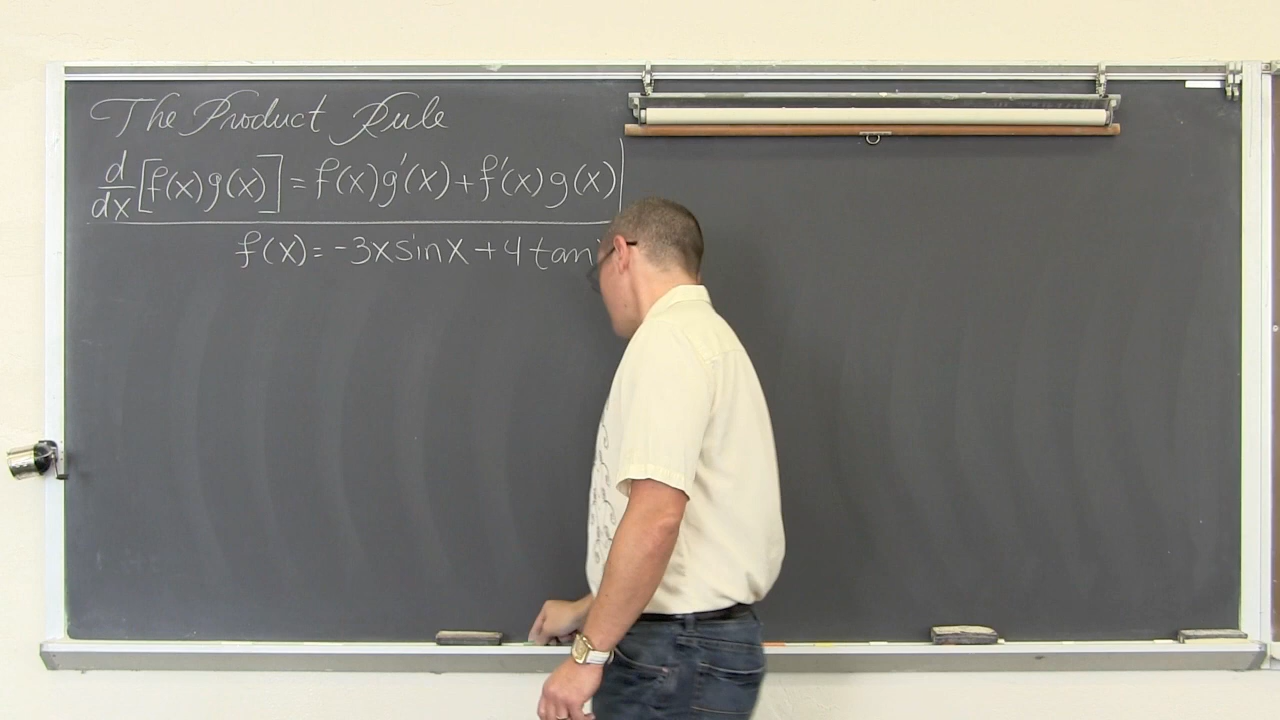 The Product Rule
d/dx [f(x)g(x)] = f(x)g'(x) + f'(x)g(x)
f(x) = -3x sin x + 4 tan